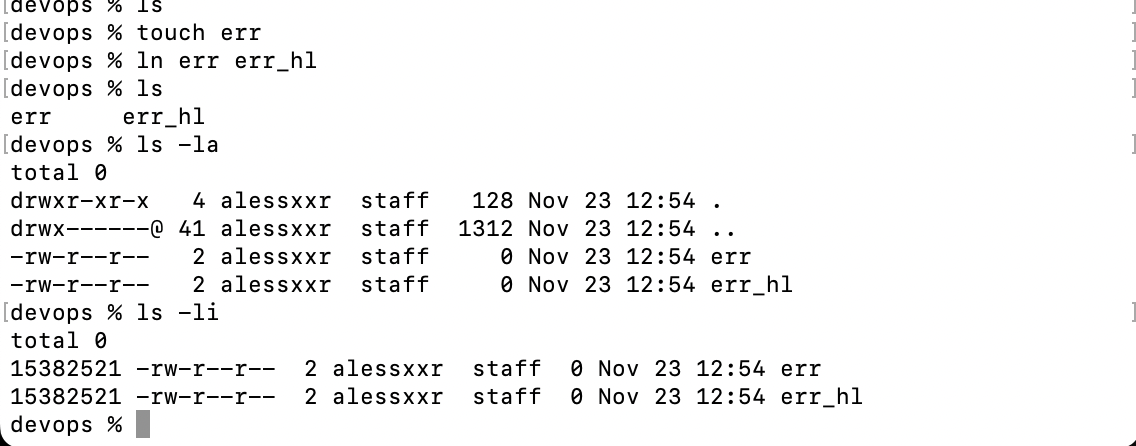 [devops % ls ]
[devops % touch err ]
[devops % ln err err_hl ]
[devops % ls ]
err     err_hl
[devops % ls -la ]
total 0
drwxr-xr-x   4 alessxxr  staff   128 Nov 23 12:54 .
drwx------@ 41 alessxxr  staff  1312 Nov 23 12:54 ..
-rw-r--r--   2 alessxxr  staff     0 Nov 23 12:54 err
-rw-r--r--   2 alessxxr  staff     0 Nov 23 12:54 err_hl
[devops % ls -li ]
total 0
15382521 -rw-r--r--  2 alessxxr  staff  0 Nov 23 12:54 err
15382521 -rw-r--r--  2 alessxxr  staff  0 Nov 23 12:54 err_hl
devops %